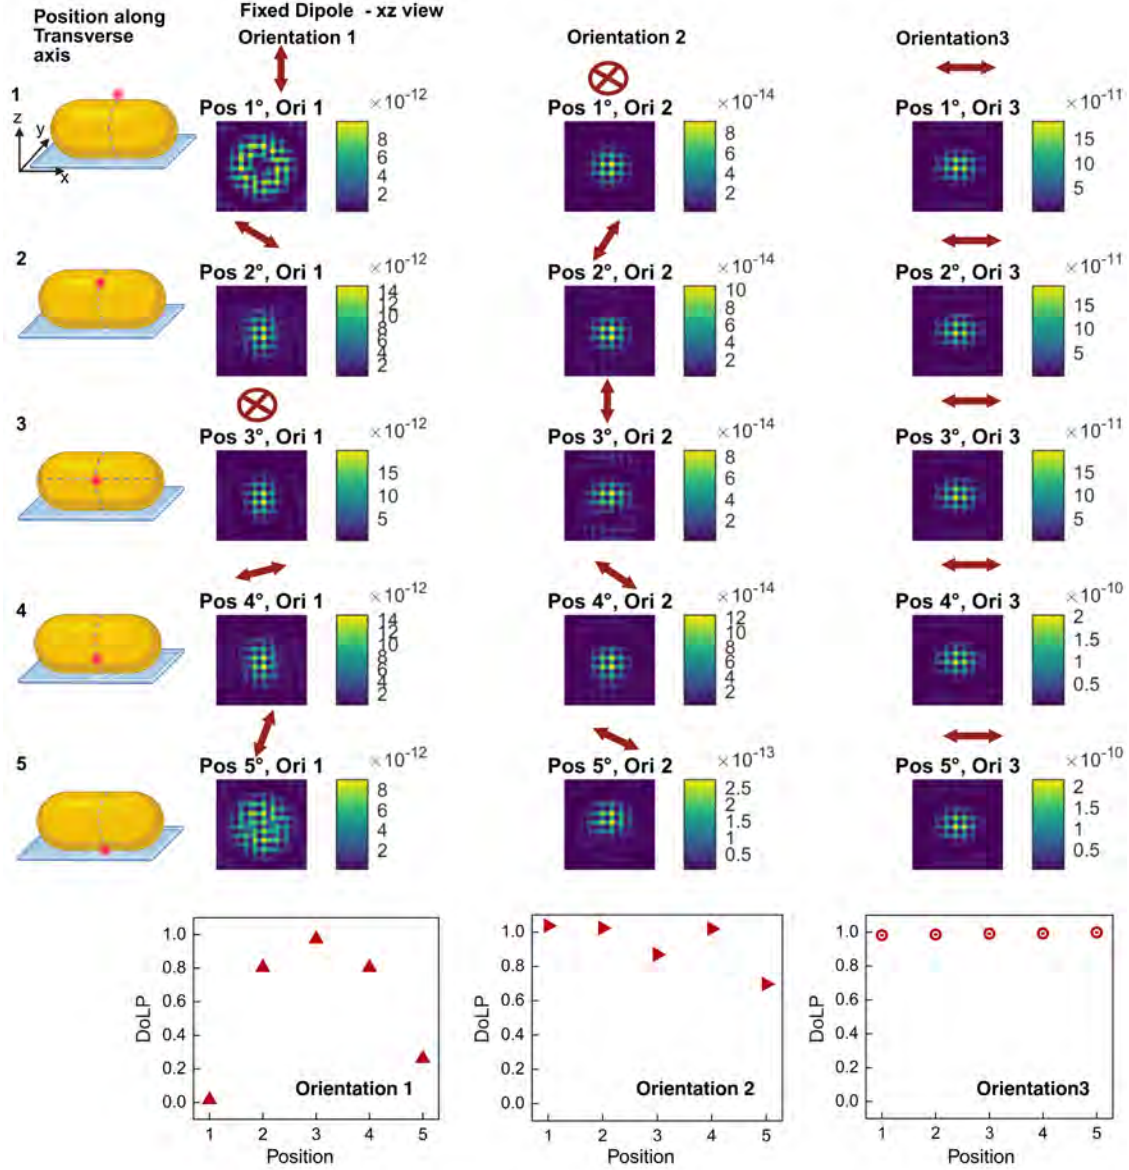 Position along
Transverse
axis
Fixed Dipole - xz view
Orientation 1
Orientation 2
Orientation3
1
z
y
x
Pos 1°, Ori 1
×10-12
8
6
4
2
Pos 1°, Ori 2
×10-14
8
6
4
2
Pos 1°, Ori 3
×10-11
15
10
5
2
Pos 2°, Ori 1
×10-12
14
12
10
8
6
4
2
Pos 2°, Ori 2
×10-14
10
8
6
4
2
Pos 2°, Ori 3
×10-11
15
10
5
3
Pos 3°, Ori 1
×10-12
15
10
5
Pos 3°, Ori 2
×10-14
8
6
4
2
Pos 3°, Ori 3
×10-11
15
10
5
4
Pos 4°, Ori 1
×10-12
14
12
10
8
6
4
2
Pos 4°, Ori 2
×10-14
12
10
8
6
4
2
Pos 4°, Ori 3
×10-10
2
1.5
1
0.5
5
Pos 5°, Ori 1
×10-12
8
6
4
2
Pos 5°, Ori 2
×10-13
2.5
2
1.5
1
0.5
Pos 5°, Ori 3
×10-10
2
1.5
1
0.5
DoLP
1.0
0.8
0.6
0.4
0.2
0.0
Orientation 1
1 2 3 4 5
Position
DoLP
1.0
0.8
0.6
0.4
0.2
0.0
Orientation 2
1 2 3 4 5
Position
DoLP
1.0
0.8
0.6
0.4
0.2
0.0
Orientation3
1 2 3 4 5
Position